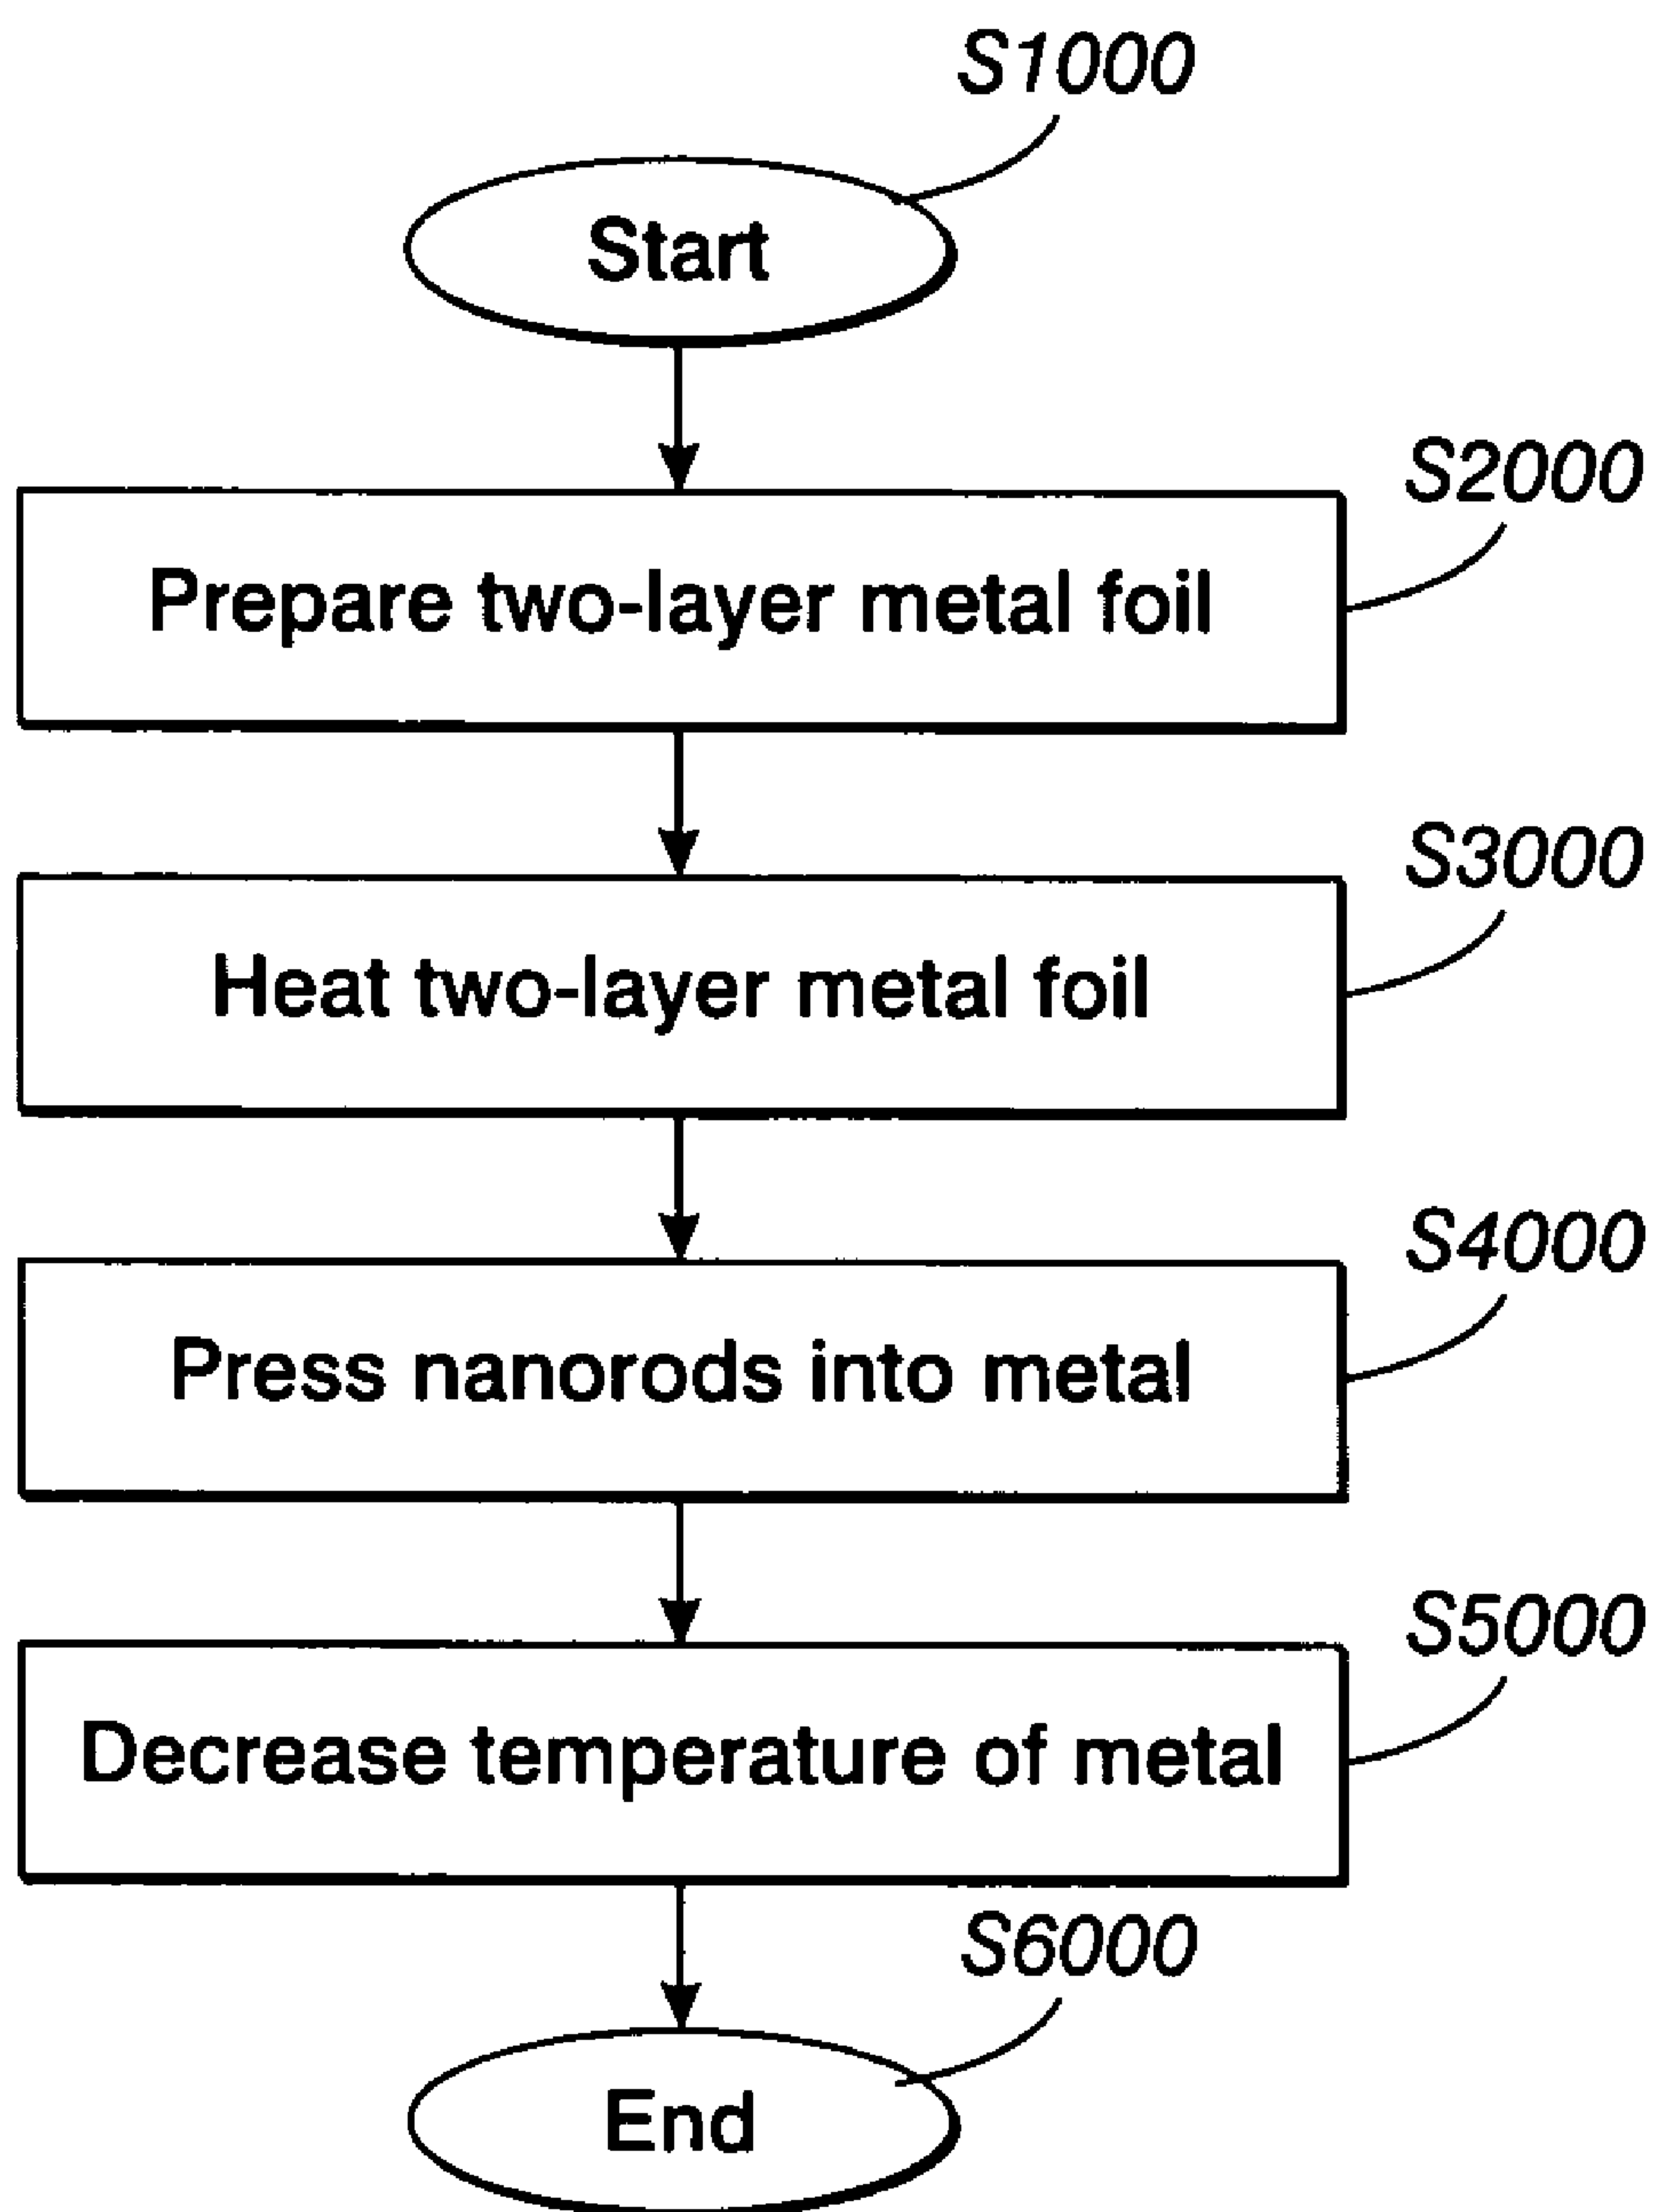 S1000
Start
S2000
Prepare two-layer metal foil
S3000
Heat two-layer metal foil
S4000
Press nanorods into metal
S5000
Decrease temperature of metal
S6000
End